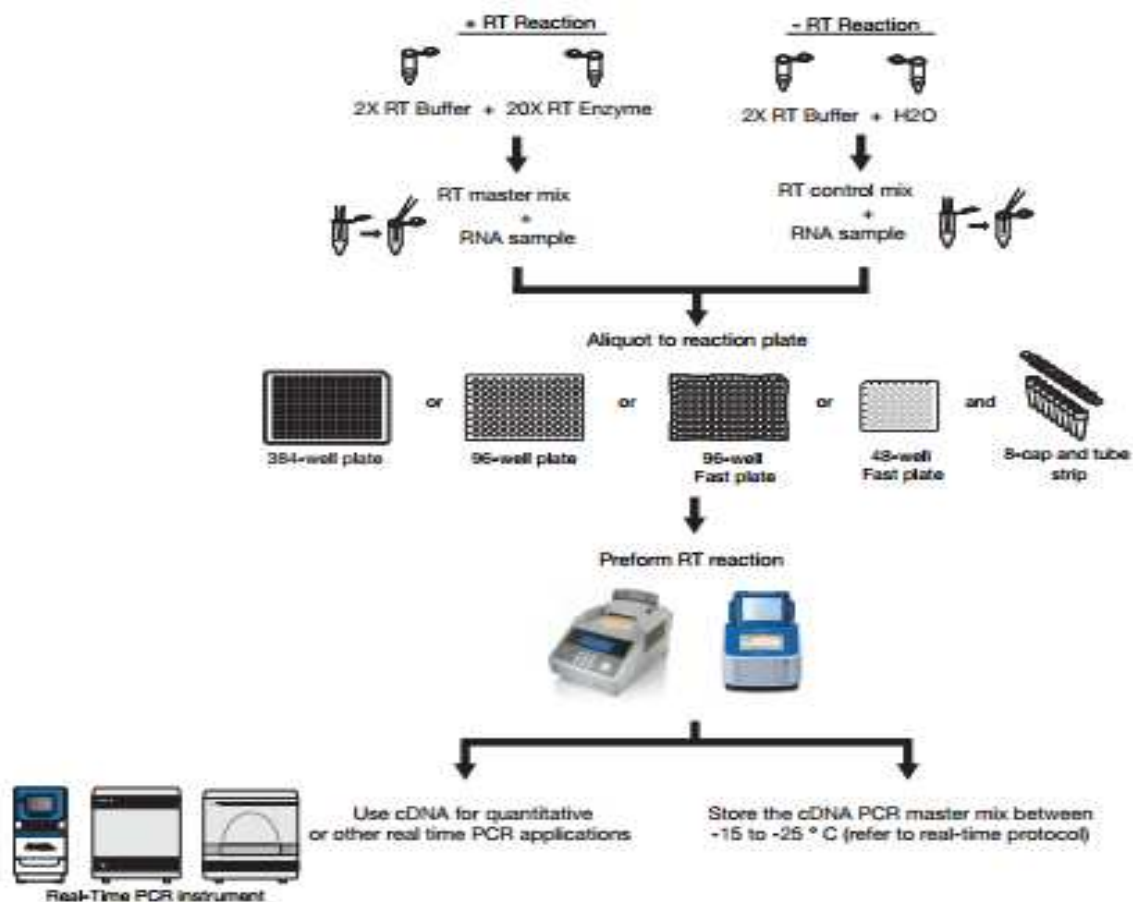 + RT Reaction
- RT Reaction
2X RT Buffer + 20X RT Enzyme
2X RT Buffer + H2O
RT master mix
+
RNA sample
RT control mix
+
RNA sample
Aliquot to reaction plate
or
or
or
and
384-well plate
96-well plate
96-well
Fast plate
48-well
Fast plate
8-cap and tube
strip
Preform RT reaction
Use cDNA for quantitative
or other real time PCR applications
Store the cDNA PCR master mix between
-15 to -25 ° C (refer to real-time protocol)
Real-Time PCR instrument